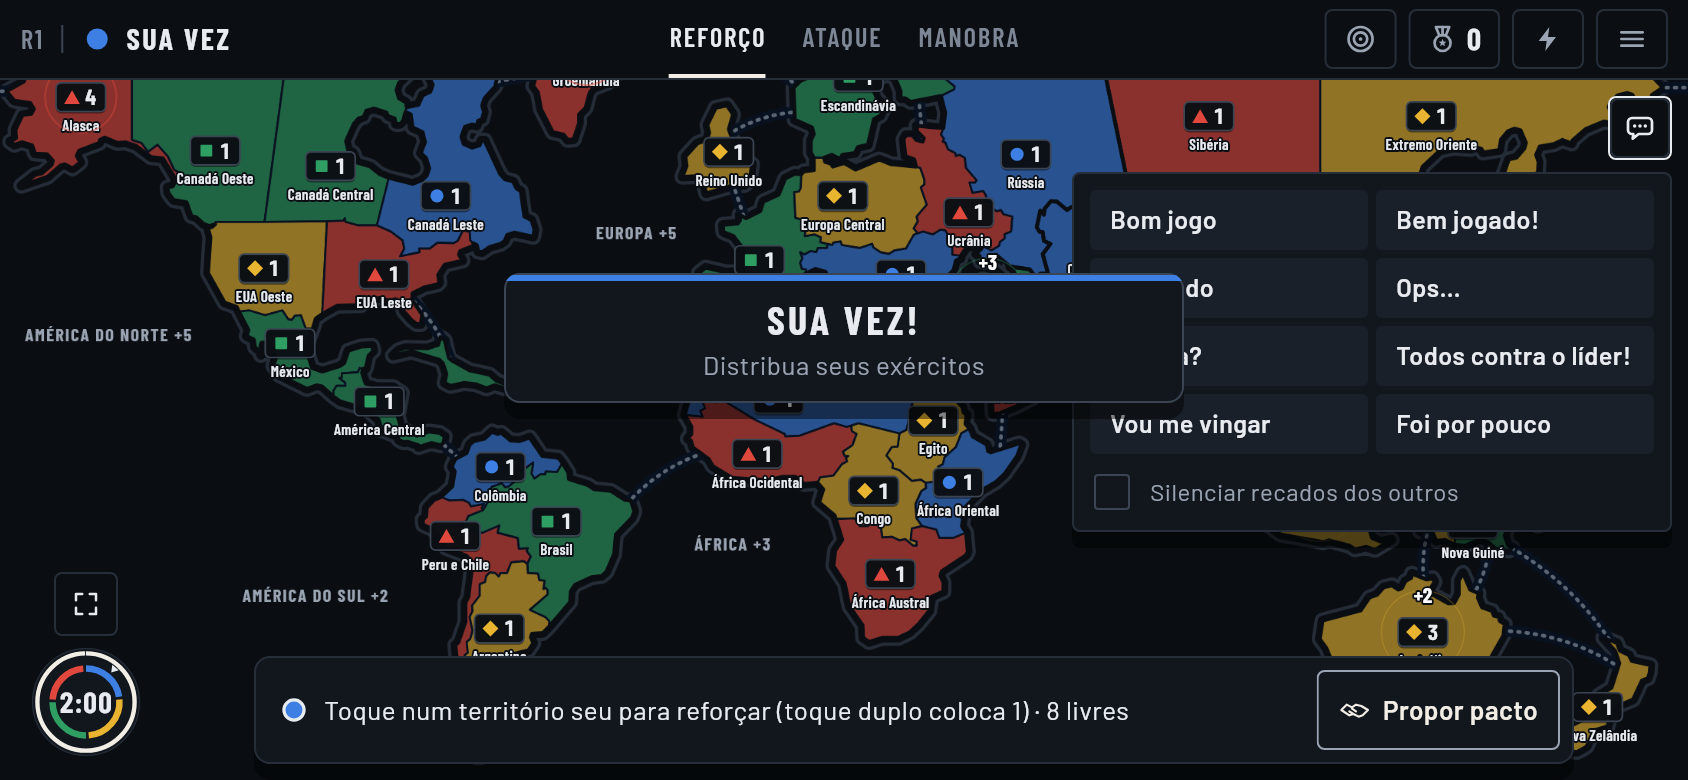 R1 SUA VEZ REFORÇO ATAQUE MANOBRA 0
Groenlândia
1
Escandinávia
4
Alasca
1
Canadá Oeste
1
Canadá Central
1
Canadá Leste
1
EUA Oeste
1
EUA Leste
AMÉRICA DO NORTE +5
1
México
1
América Central
1
Reino Unido
EUROPA +5
1
Europa Central
1
Rússia
1
Ucrânia
+3
1
1
1
Sibéria
1
Extremo Oriente
SUA VEZ!
Distribua seus exércitos
Bom jogo
Bem jogado!
do
Ops...
a?
Todos contra o líder!
Vou me vingar
Foi por pouco
Silenciar recados dos outros
1
Colômbia
1
Brasil
1
Peru e Chile
AMÉRICA DO SUL +2
1
Argentina
1
África Ocidental
1
Egito
1
Congo
1
África Oriental
ÁFRICA +3
1
África Austral
Nova Guiné
+2
3
1
va Zelândia
2:00
Toque num território seu para reforçar (toque duplo coloca 1) · 8 livres
Propor pacto